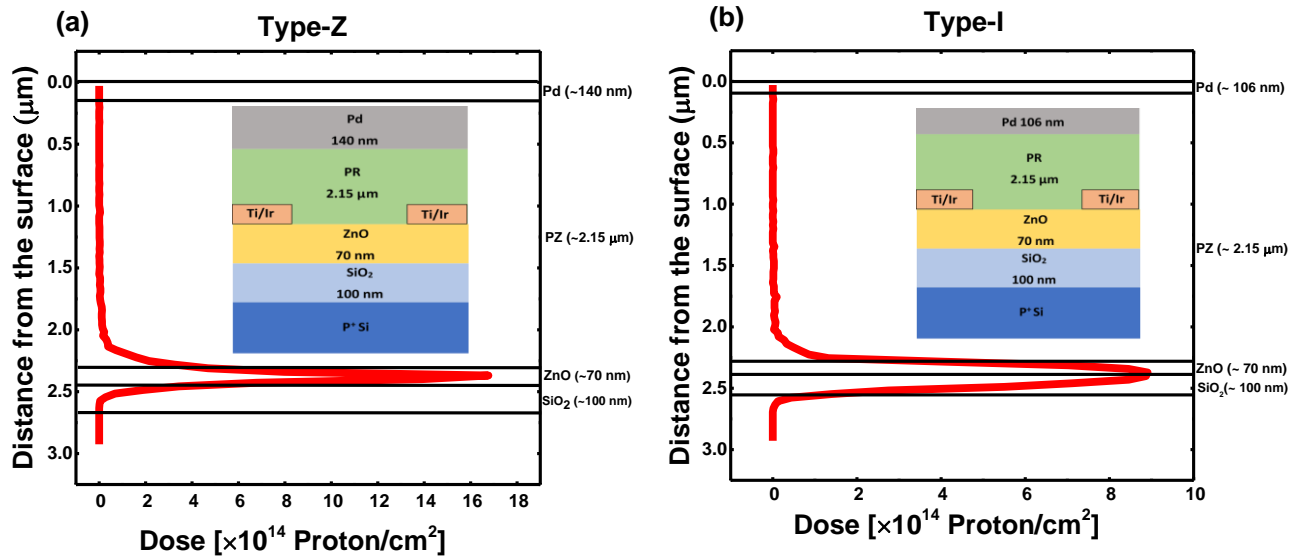 (a)
Type-Z
Distance from the surface (μm)
0.0
0.5
1.0
1.5
2.0
2.5
3.0
Pd
140 nm
PR
2.15 μm
Ti/Ir
Ti/Ir
ZnO
70 nm
SiO₂
100 nm
P⁺ Si
Pd (~140 nm)
PZ (~2.15 μm)
ZnO (~70 nm)
SiO₂ (~100 nm)
0 2 4 6 8 10 12 14 16 18
Dose [×10¹⁴ Proton/cm²]
(b)
Type-I
Distance from the surface (μm)
0.0
0.5
1.0
1.5
2.0
2.5
3.0
Pd 106 nm
PR
2.15 μm
Ti/Ir
Ti/Ir
ZnO
70 nm
SiO₂
100 nm
P⁺ Si
Pd (~ 106 nm)
PZ (~ 2.15 μm)
ZnO (~ 70 nm)
SiO₂(~ 100 nm)
0 2 4 6 8 10
Dose [×10¹⁴ Proton/cm²]